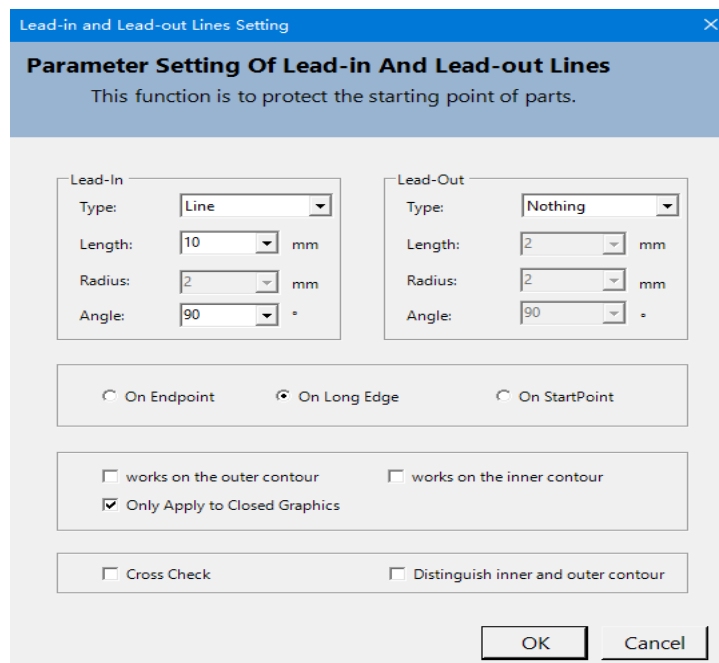 Lead-in and Lead-out Lines Setting
Parameter Setting Of Lead-in And Lead-out Lines
This function is to protect the starting point of parts.
Lead-In
Type: Line
Length: 10 mm
Radius: 2 mm
Angle: 90 °
Lead-Out
Type: Nothing
Length: 2 mm
Radius: 2 mm
Angle: 90 °
On Endpoint On Long Edge On StartPoint
works on the outer contour works on the inner contour
Only Apply to Closed Graphics
Cross Check Distinguish inner and outer contour
OK Cancel